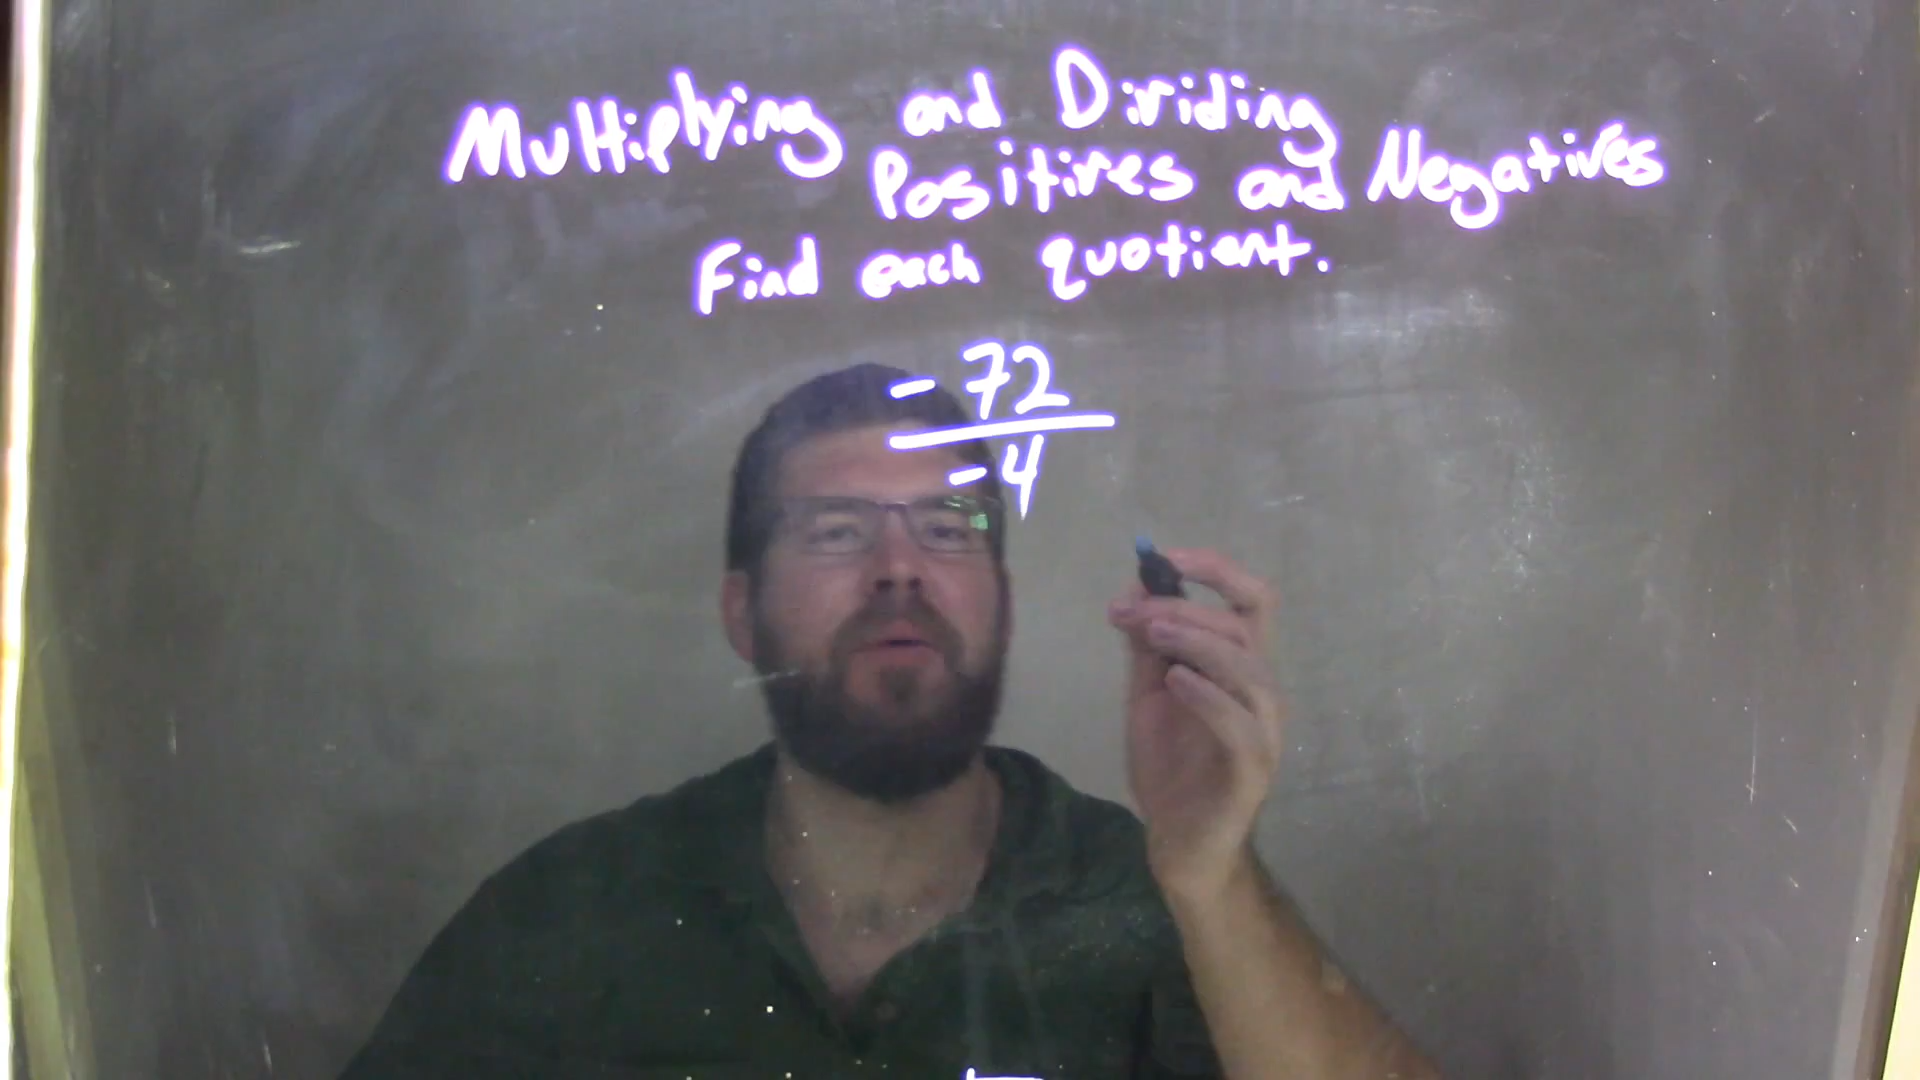 Multiplying and Dividing
Positives and Negatives
Find each quotient.
-72
-4